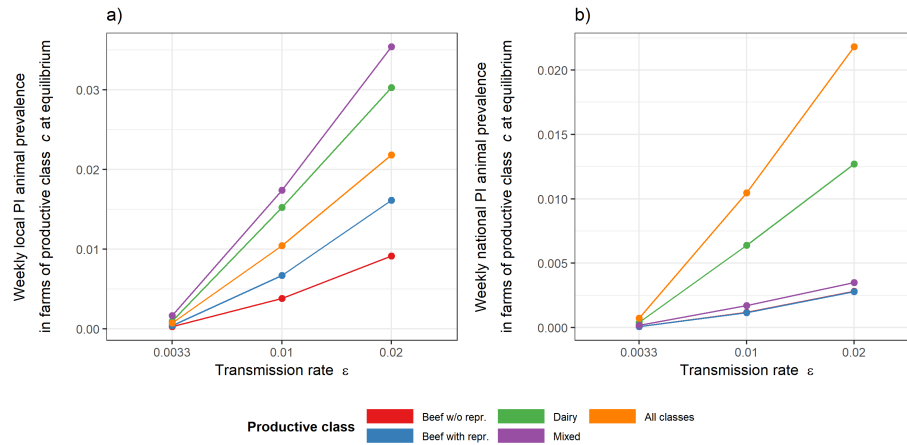 a)
Weekly local PI animal prevalence
in farms of productive class c at equilibrium
0.03
0.02
0.01
0.00
0.0033
0.01
0.02
Transmission rate ε
b)
Weekly national PI animal prevalence
in farms of productive class c at equilibrium
0.020
0.015
0.010
0.005
0.000
0.0033
0.01
0.02
Transmission rate ε
Productive class
Beef w/o repr.
Beef with repr.
Dairy
Mixed
All classes